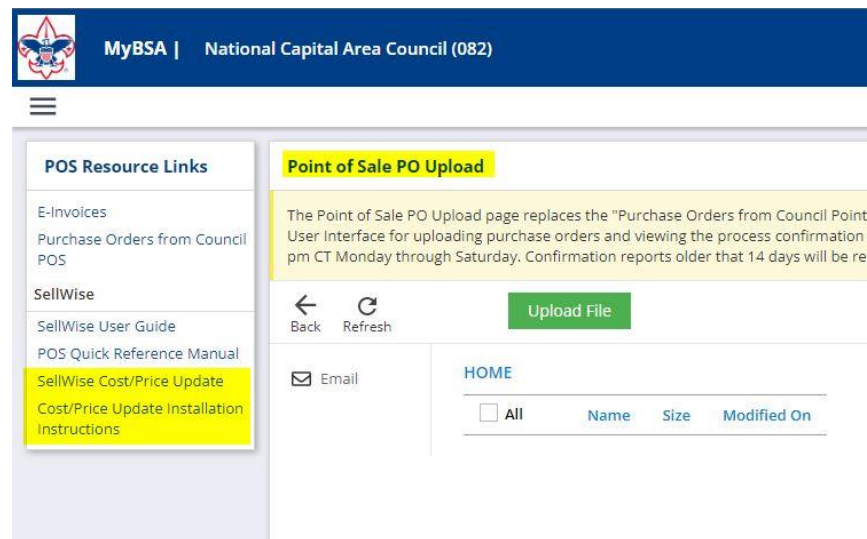 MyBSA | National Capital Area Council (082)
POS Resource Links
E-Invoices
Purchase Orders from Council
POS
SellWise
SellWise User Guide
POS Quick Reference Manual
SellWise Cost/Price Update
Cost/Price Update Installation
Instructions
Point of Sale PO Upload
The Point of Sale PO Upload page replaces the "Purchase Orders from Council Point
User Interface for uploading purchase orders and viewing the process confirmation
pm CT Monday through Saturday. Confirmation reports older that 14 days will be re
Back Refresh
Upload File
Email
HOME
All Name Size Modified On